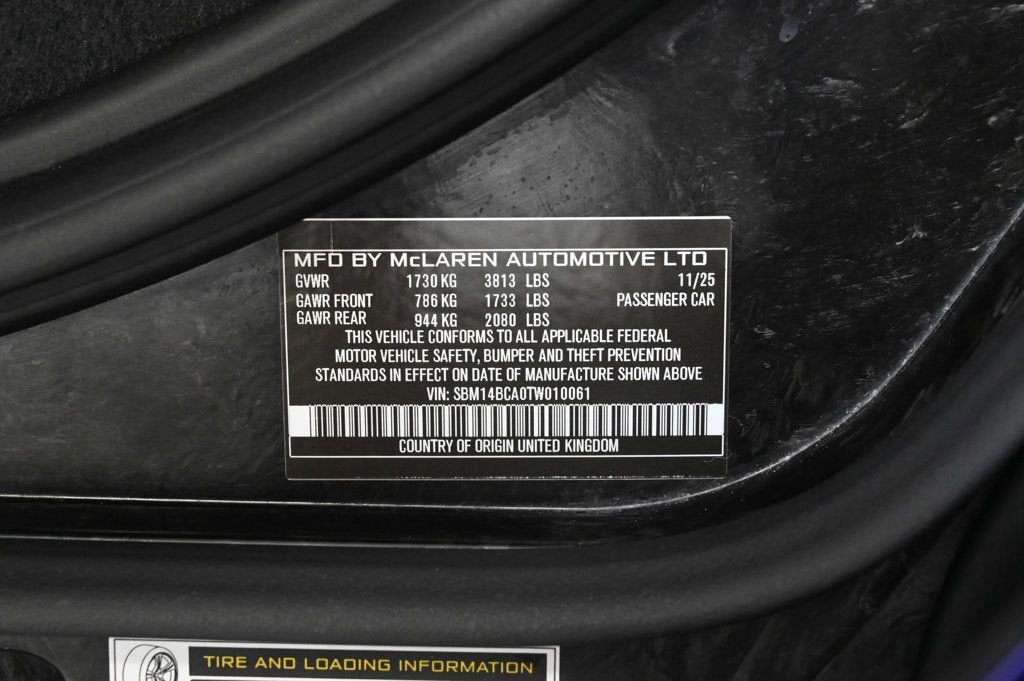 MFD BY McLAREN AUTOMOTIVE LTD
GVWR 1730 KG 3813 LBS 11/25
GAWR FRONT 786 KG 1733 LBS PASSENGER CAR
GAWR REAR 944 KG 2080 LBS
THIS VEHICLE CONFORMS TO ALL APPLICABLE FEDERAL
MOTOR VEHICLE SAFETY, BUMPER AND THEFT PREVENTION
STANDARDS IN EFFECT ON DATE OF MANUFACTURE SHOWN ABOVE
VIN: SBM14BCA0TW010061
COUNTRY OF ORIGIN UNITED KINGDOM
TIRE AND LOADING INFORMATION